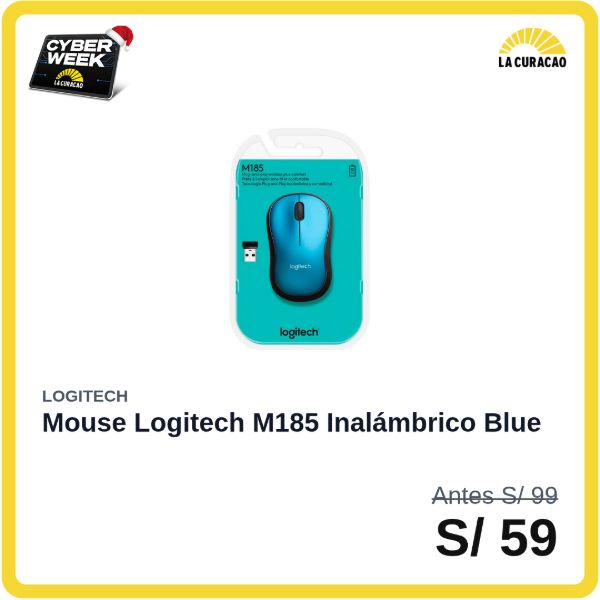 CYBER
WEEK
LA CURACAO
LA CURACAO
M185
logitech
logitech
LOGITECH
Mouse Logitech M185 Inalámbrico Blue
Antes S/ 99
S/ 59